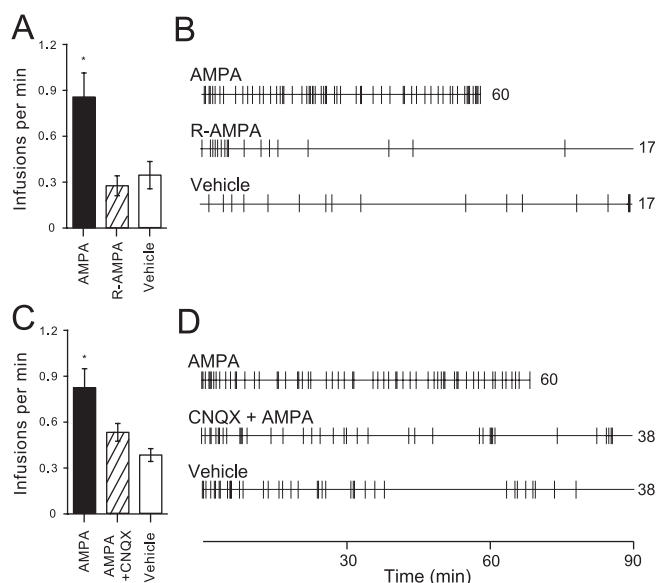 A
Infusions per min
1.2
0.9
0.6
0.3
0
*
AMPA
R-AMPA
Vehicle
B
AMPA
60
R-AMPA
17
Vehicle
17
C
Infusions per min
1.2
0.9
0.6
0.3
0
*
AMPA
AMPA
+CNQX
Vehicle
D
AMPA
60
CNQX + AMPA
38
Vehicle
38
30
60
90
Time (min)